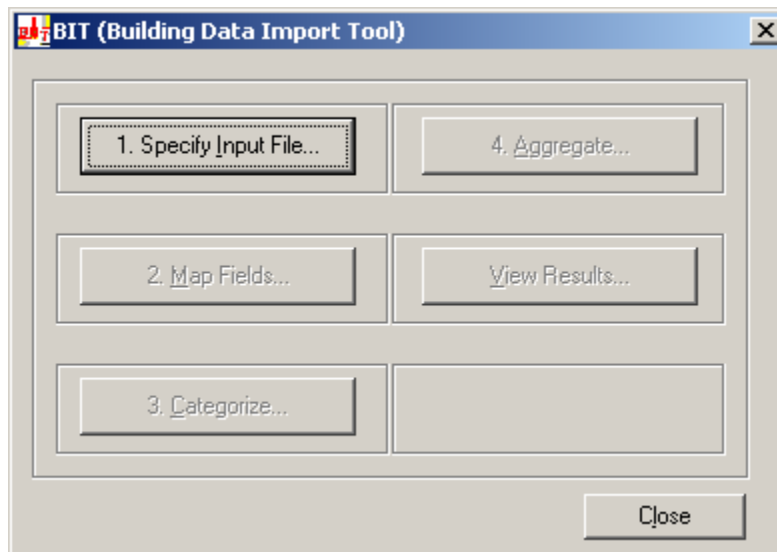 BIT (Building Data Import Tool)
1. Specify Input File...
4. Aggregate...
2. Map Fields...
View Results...
3. Categorize...
Close